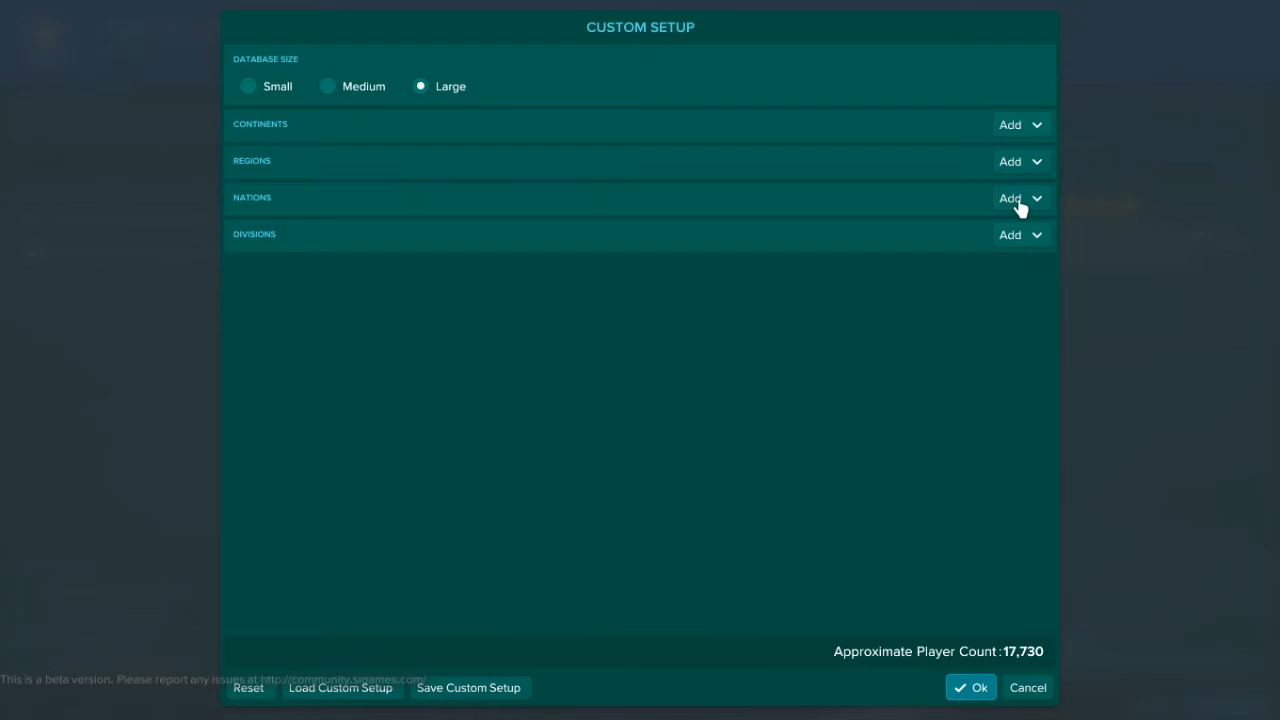 CUSTOM SETUP
DATABASE SIZE
Small Medium Large
CONTINENTS Add
REGIONS Add
NATIONS Add
DIVISIONS Add
Approximate Player Count : 17,730
This is a beta version. Please report any issues at http://community.sigames.com/
Reset Load Custom Setup Save Custom Setup Ok Cancel